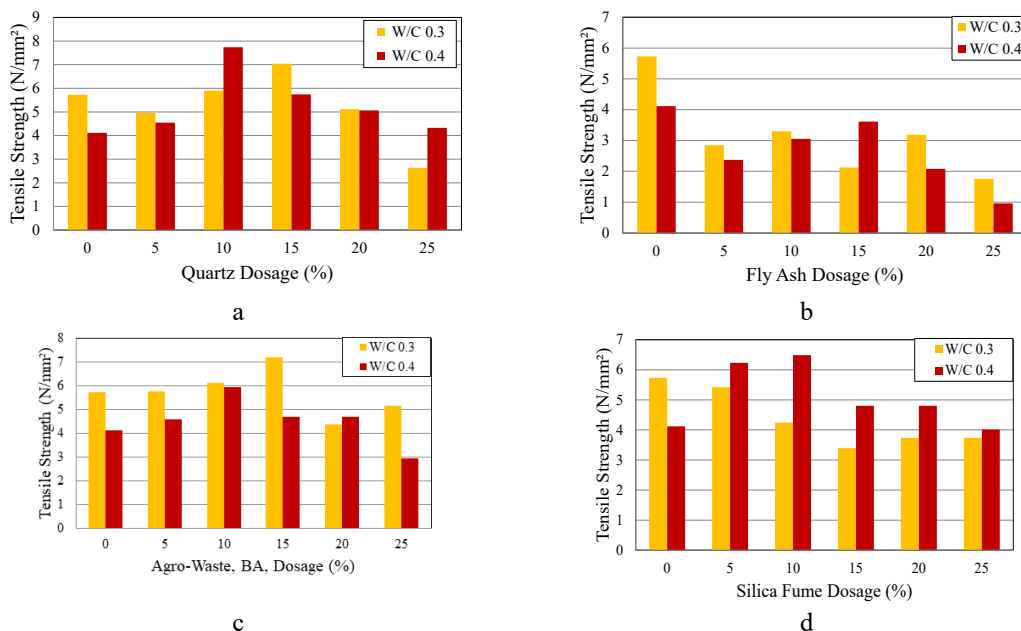 Tensile Strength (N/mm²)
9
8
7
6
5
4
3
2
1
0
W/C 0.3
W/C 0.4
0 5 10 15 20 25
Quartz Dosage (%)
a
Tensile Strength (N/mm²)
7
6
5
4
3
2
1
0
W/C 0.3
W/C 0.4
0 5 10 15 20 25
Fly Ash Dosage (%)
b
Tensile Strength (N/mm²)
8
7
6
5
4
3
2
1
0
W/C 0.3
W/C 0.4
0 5 10 15 20 25
Agro-Waste, BA, Dosage (%)
c
Tensile Strength (N/mm²)
7
6
5
4
3
2
1
0
W/C 0.3
W/C 0.4
0 5 10 15 20 25
Silica Fume Dosage (%)
d